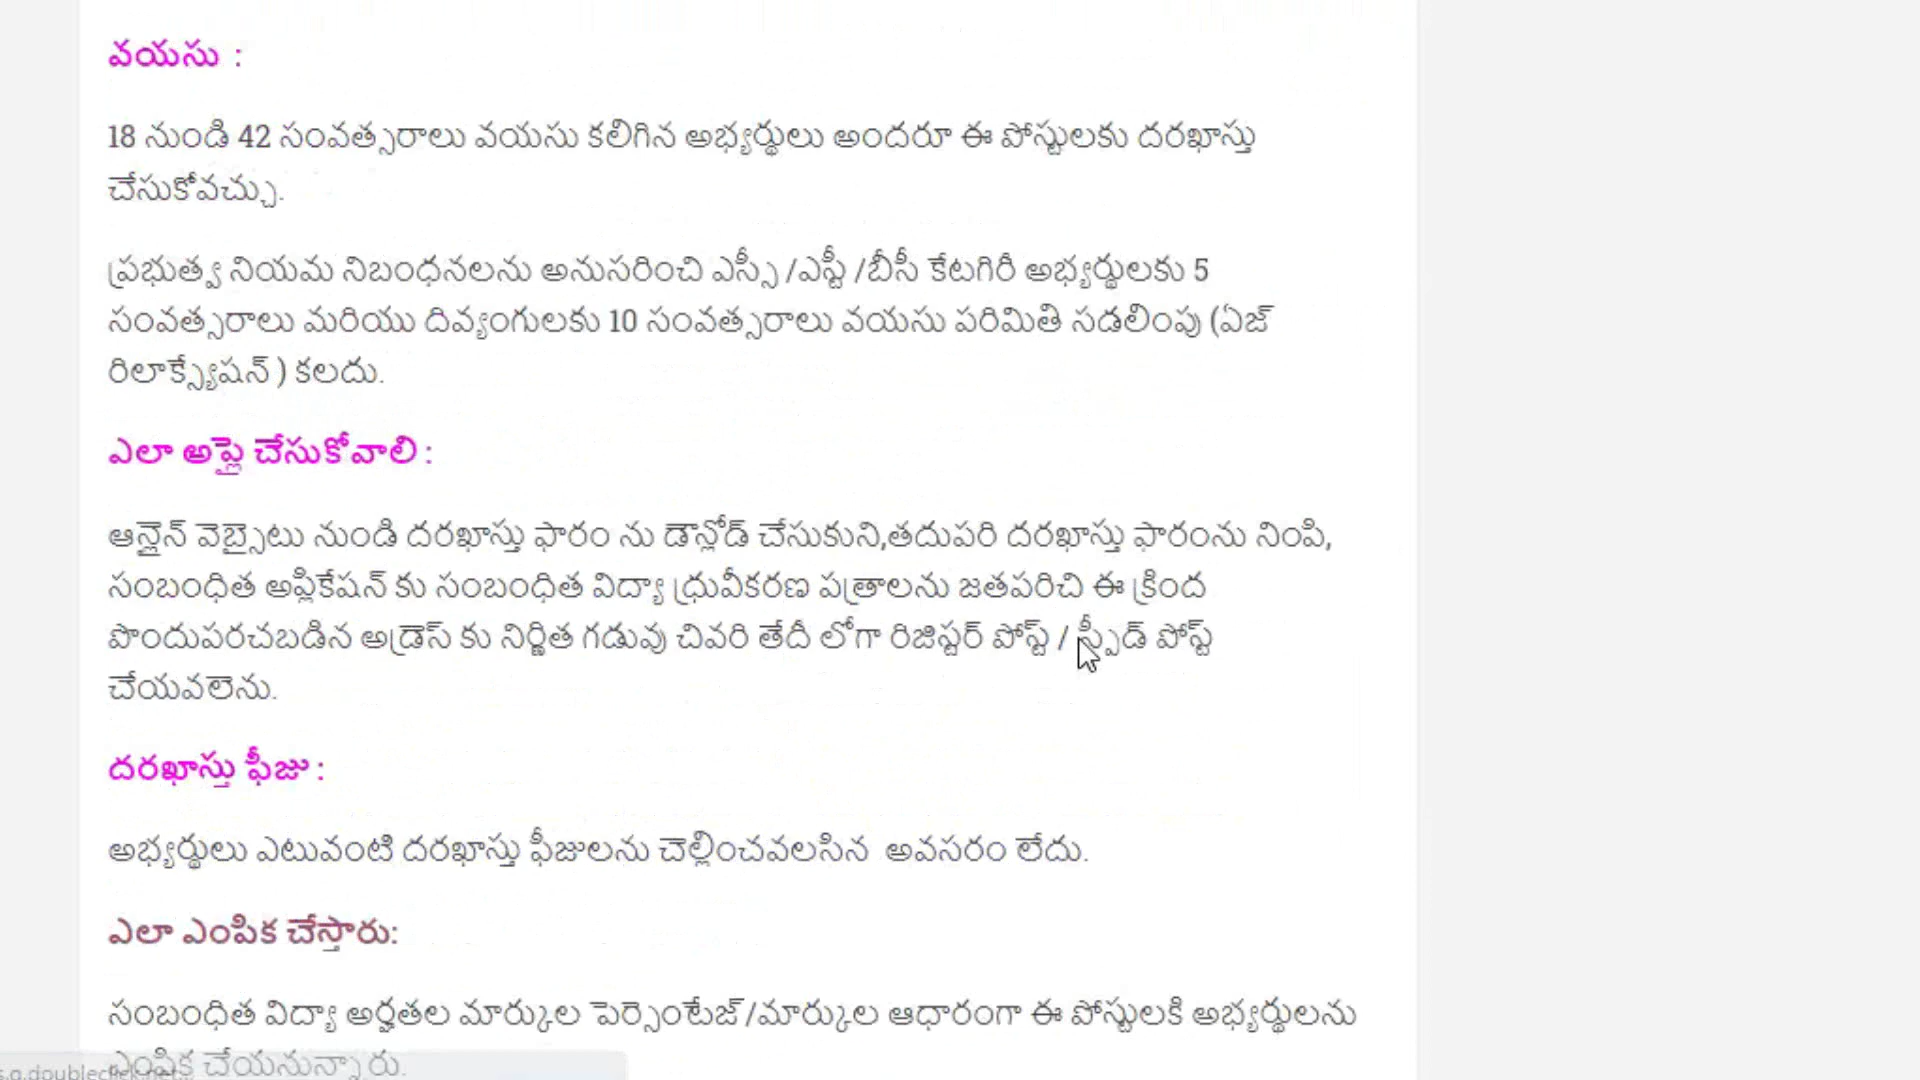 వయసు :
18 నుండి 42 సంవత్సరాలు వయసు కలిగిన అభ్యర్థులు అందరూ ఈ పోస్టులకు దరఖాస్తు
చేసుకోవచ్చు.
ప్రభుత్వ నియమ నిబంధనలను అనుసరించి ఎస్సీ /ఎస్టీ /బీసీ కేటగిరీ అభ్యర్థులకు 5
సంవత్సరాలు మరియు దివ్యంగులకు 10 సంవత్సరాలు వయసు పరిమితి సడలింపు (ఏజ్
రిలాక్స్యేషన్ ) కలదు.
ఎలా అప్లై చేసుకోవాలి :
ఆన్లైన్ వెబ్సైటు నుండి దరఖాస్తు ఫారం ను డౌన్లోడ్ చేసుకుని,తదుపరి దరఖాస్తు ఫారంను నింపి,
సంబంధిత అప్లికేషన్ కు సంబంధిత విద్యా ధ్రువీకరణ పత్రాలను జతపరిచి ఈ క్రింద
పొందుపరచబడిన అడ్రెస్ కు నిర్ణిత గడువు చివరి తేదీ లోగా రిజిస్టర్ పోస్ట్ / స్పీడ్ పోస్ట్
చేయవలెను.
దరఖాస్తు ఫీజు :
అభ్యర్థులు ఎటువంటి దరఖాస్తు ఫీజులను చెల్లించవలసిన అవసరం లేదు.
ఎలా ఎంపిక చేస్తారు:
సంబంధిత విద్యా అర్హతల మార్కుల పెర్సెంటేజ్/మార్కుల ఆధారంగా ఈ పోస్టులకి అభ్యర్థులను
ఎంపిక చేయనున్నారు.
s.g.doubleclick.net...